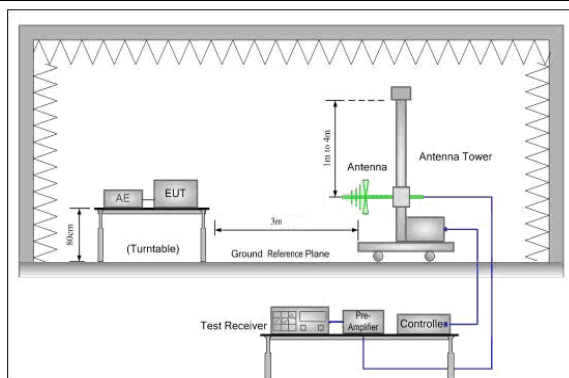 1m to 4m
Antenna
Antenna Tower
AE
EUT
3m
80cm
(Turntable)
Ground Reference Plane
Test Receiver
Pre-
Amplifier
Controller